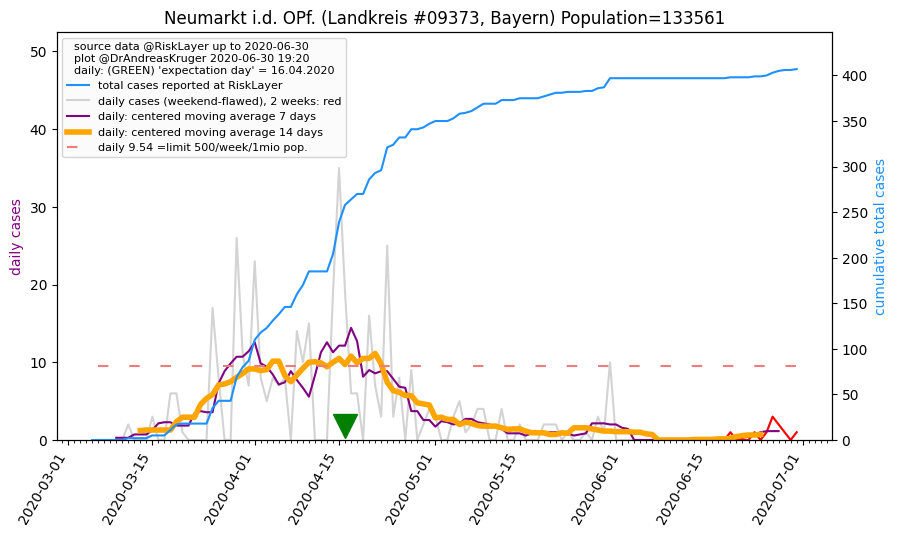 Neumarkt i.d. OPf. (Landkreis #09373, Bayern) Population=133561
source data @RiskLayer up to 2020-06-30
plot @DrAndreasKruger 2020-06-30 19:20
daily: (GREEN) 'expectation day' = 16.04.2020
total cases reported at RiskLayer
daily cases (weekend-flawed), 2 weeks: red
daily: centered moving average 7 days
daily: centered moving average 14 days
daily 9.54 =limit 500/week/1mio pop.
daily cases
50
40
30
20
10
0
cumulative total cases
400
350
300
250
200
150
100
50
0
2020-03-01
2020-03-15
2020-04-01
2020-04-15
2020-05-01
2020-05-15
2020-06-01
2020-06-15
2020-07-01